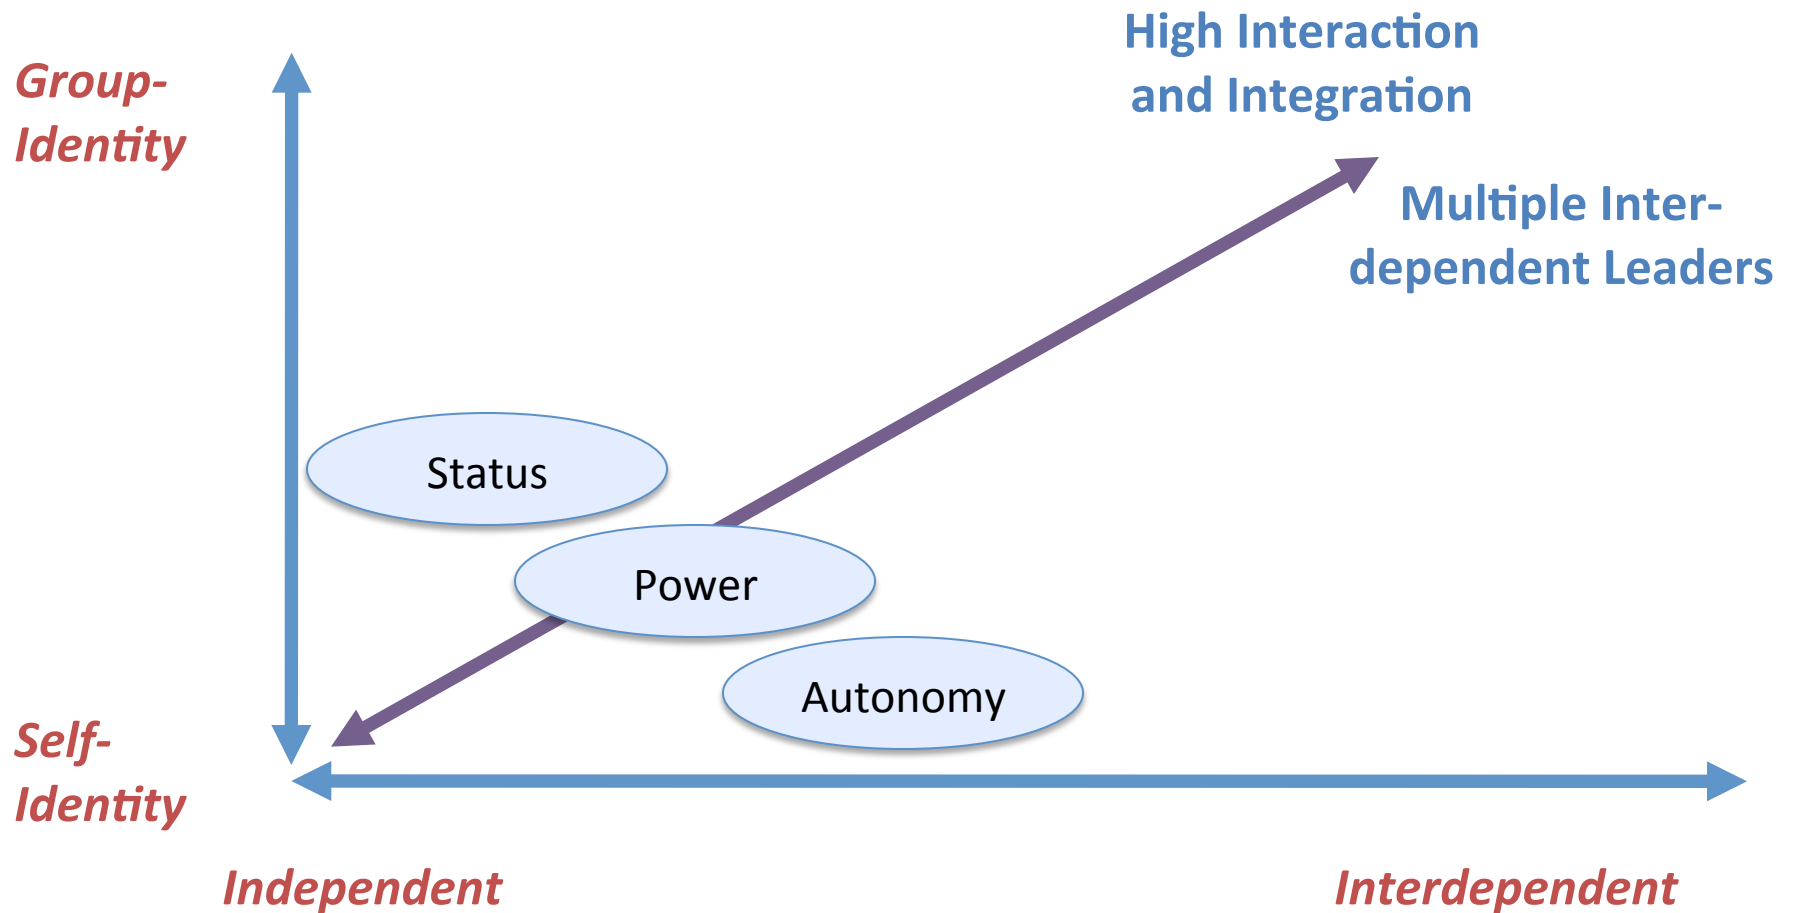 High Interaction
and Integration
Group-
Identity
Multiple Inter-
dependent Leaders
Status
Power
Autonomy
Self-
Identity
Independent
Interdependent